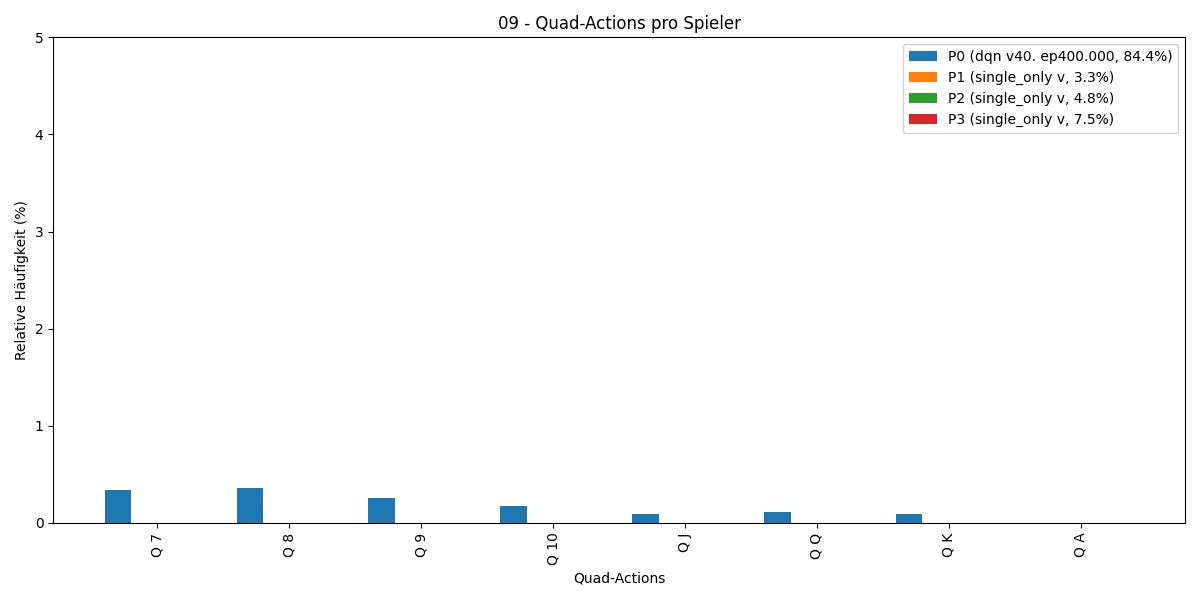 09 - Quad-Actions pro Spieler
Relative Häufigkeit (%)
5
4
3
2
1
0
P0 (dqn v40. ep400.000, 84.4%)
P1 (single_only v, 3.3%)
P2 (single_only v, 4.8%)
P3 (single_only v, 7.5%)
Q 7
Q 8
Q 9
Q 10
Q J
Q Q
Q K
Q A
Quad-Actions